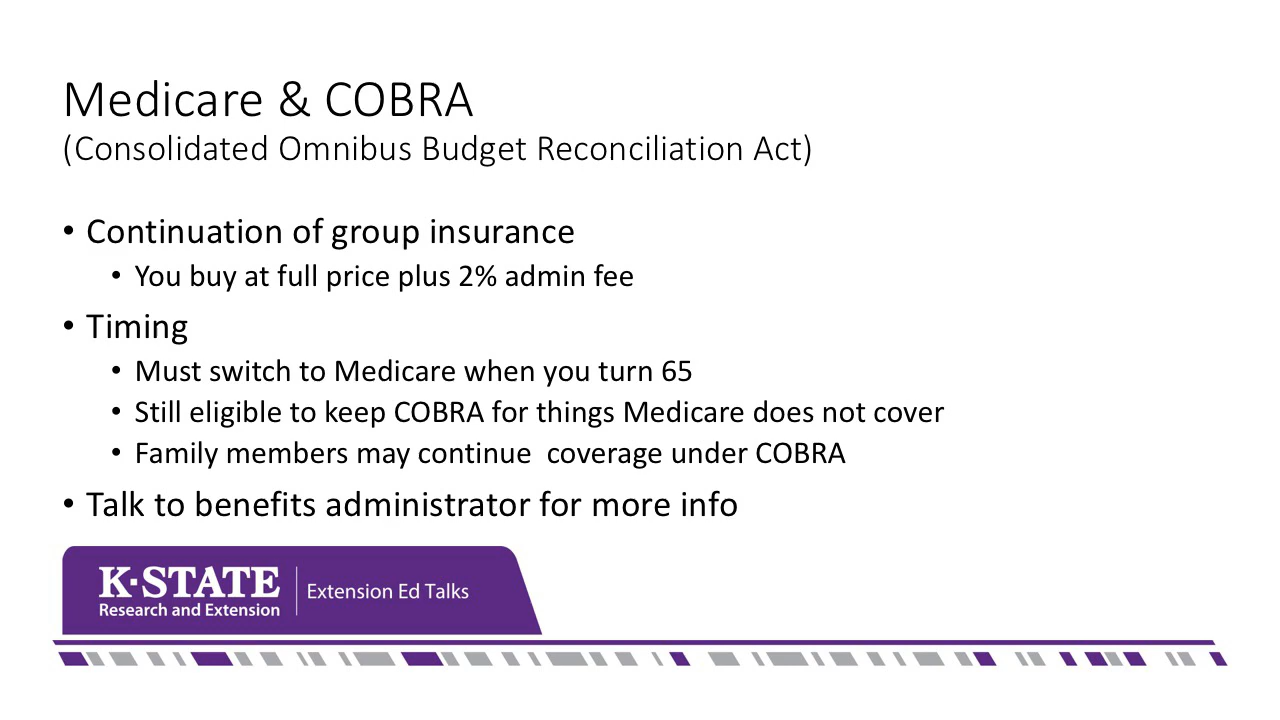 Medicare & COBRA
(Consolidated Omnibus Budget Reconciliation Act)
• Continuation of group insurance
• You buy at full price plus 2% admin fee
• Timing
• Must switch to Medicare when you turn 65
• Still eligible to keep COBRA for things Medicare does not cover
• Family members may continue  coverage under COBRA
• Talk to benefits administrator for more info
K·STATE
Research and Extension
Extension Ed Talks